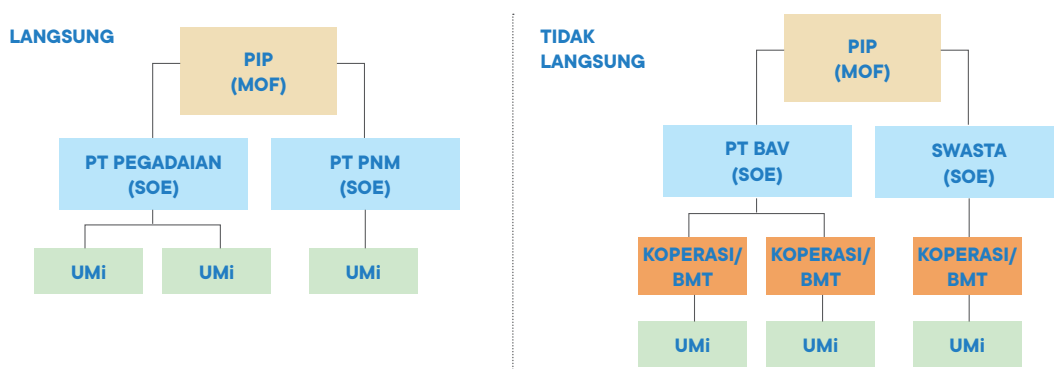 LANGSUNG
PIP
(MOF)
PT PEGADAIAN
(SOE)
PT PNM
(SOE)
UMi
UMi
UMi
TIDAK
LANGSUNG
PIP
(MOF)
PT BAV
(SOE)
SWASTA
(SOE)
KOPERASI/
BMT
KOPERASI/
BMT
KOPERASI/
BMT
UMi
UMi
UMi